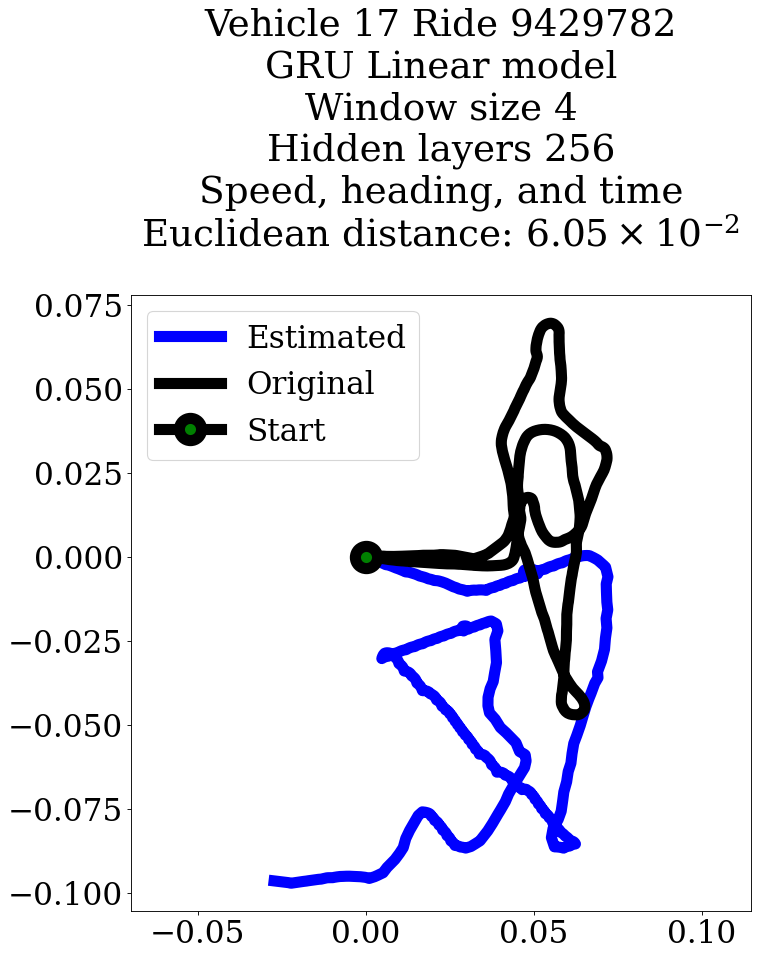 Vehicle 17 Ride 9429782
GRU Linear model
Window size 4
Hidden layers 256
Speed, heading, and time
Euclidean distance: 6.05 × 10⁻²
0.075
0.050
0.025
0.000
−0.025
−0.050
−0.075
−0.100
Estimated
Original
Start
−0.05
0.00
0.05
0.10